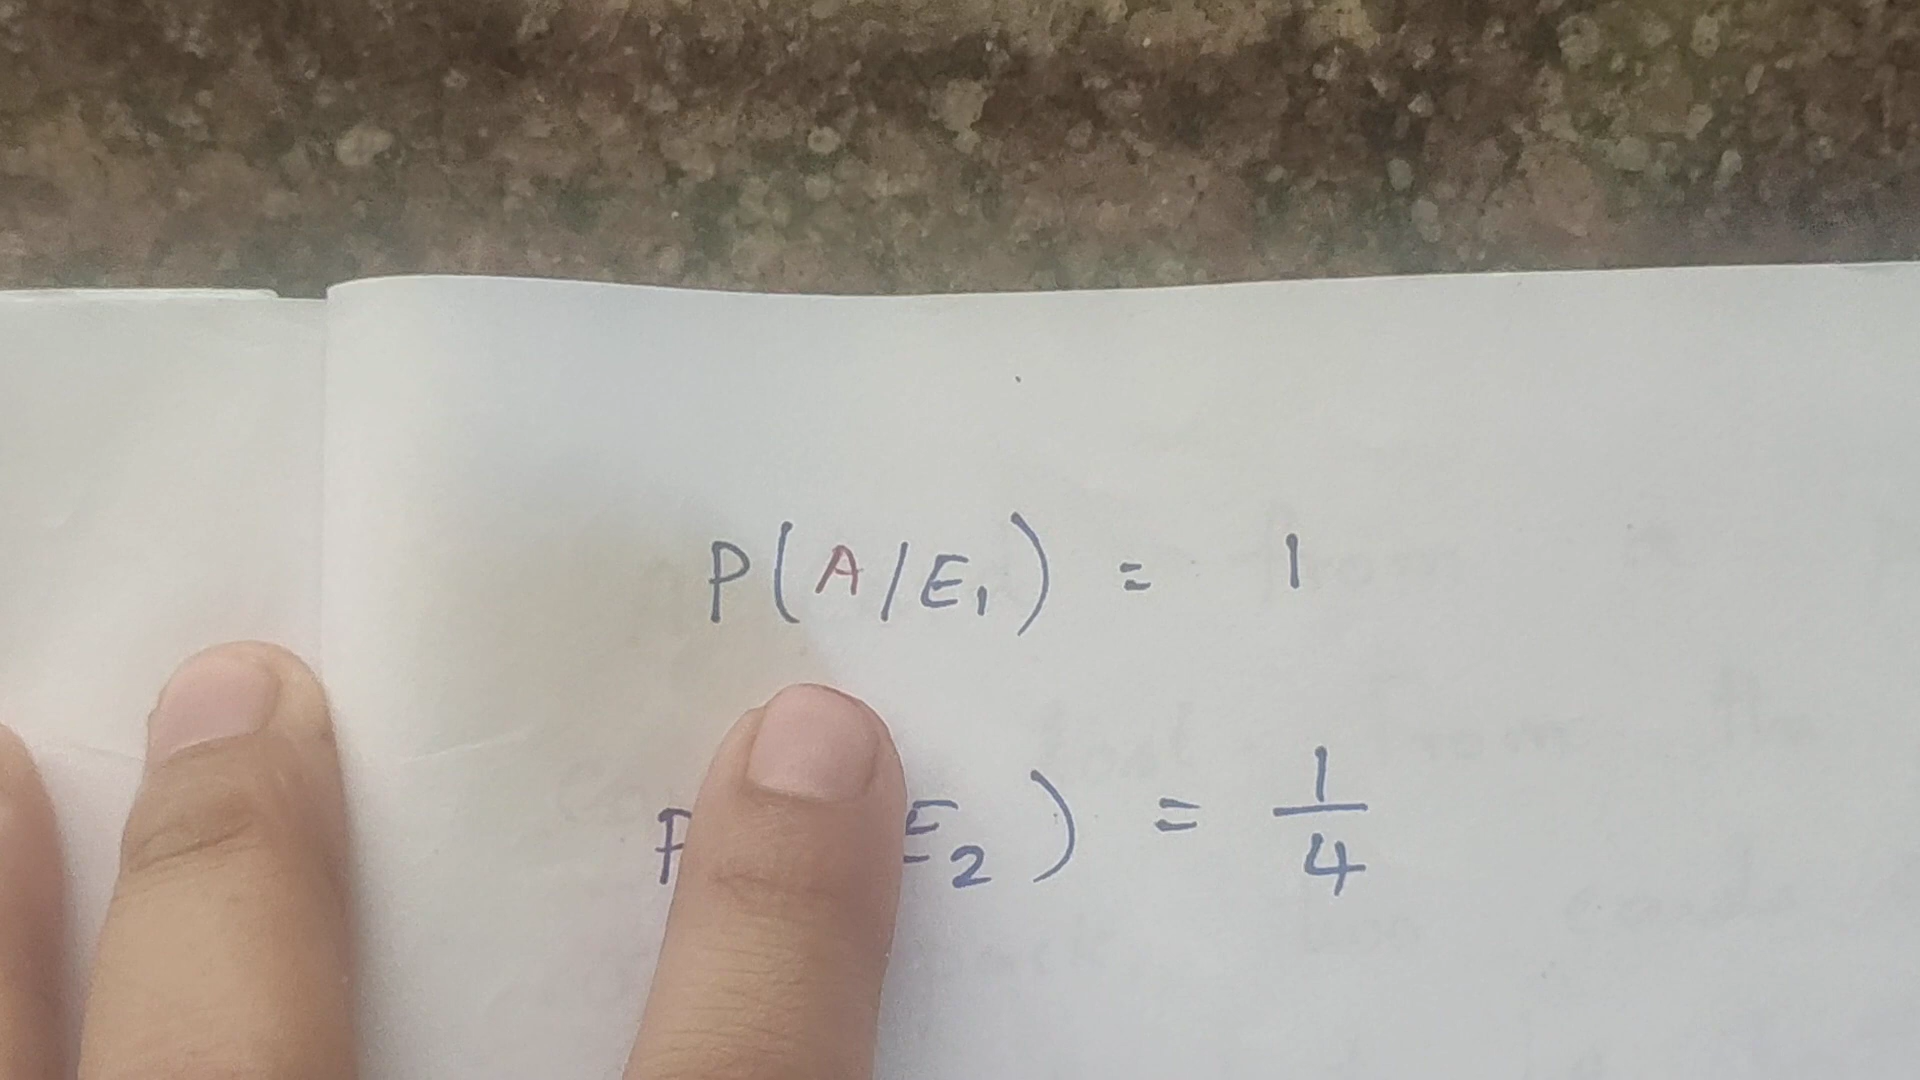 P(A/E₁) = 1
P E₂) = 1/4